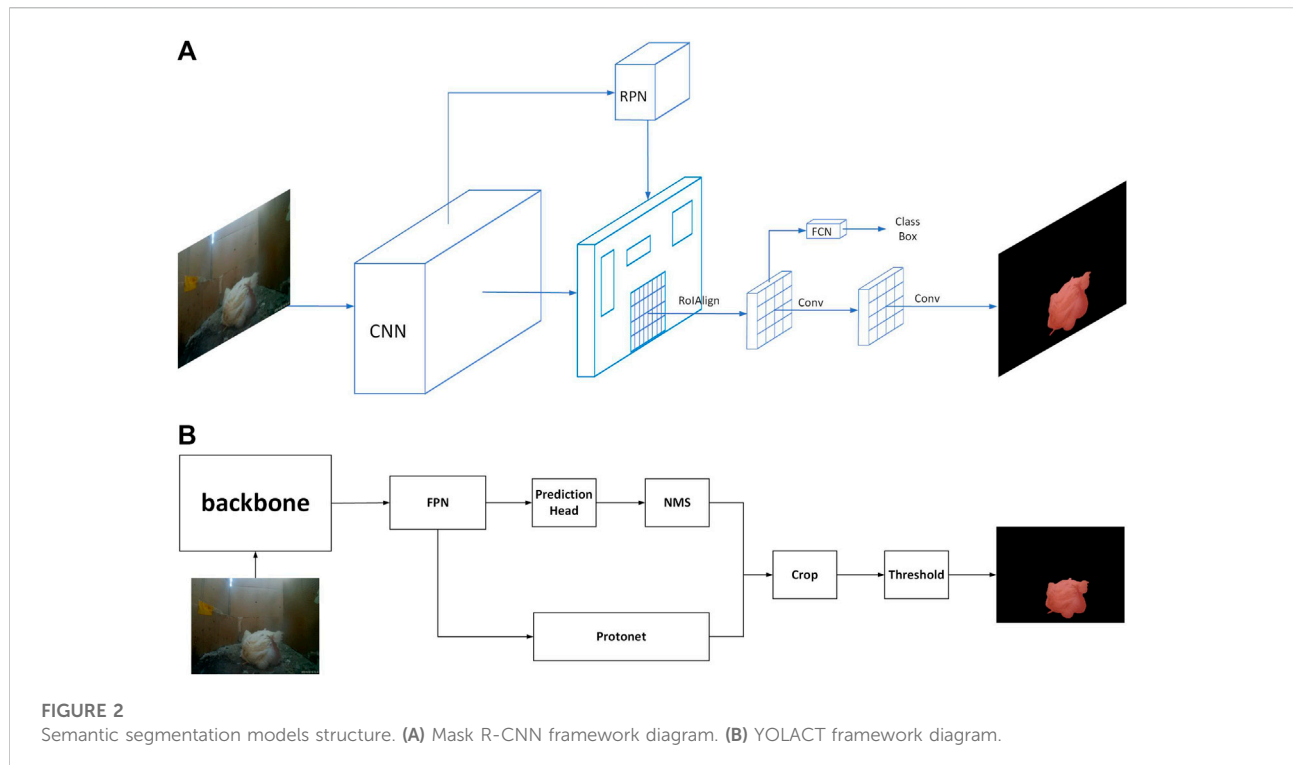 A
RPN
CNN
RoIAlign
Conv
FCN
Class
Box
Conv
B
backbone
FPN
Prediction
Head
NMS
Protonet
Crop
Threshold
FIGURE 2
Semantic segmentation models structure. (A) Mask R-CNN framework diagram. (B) YOLACT framework diagram.